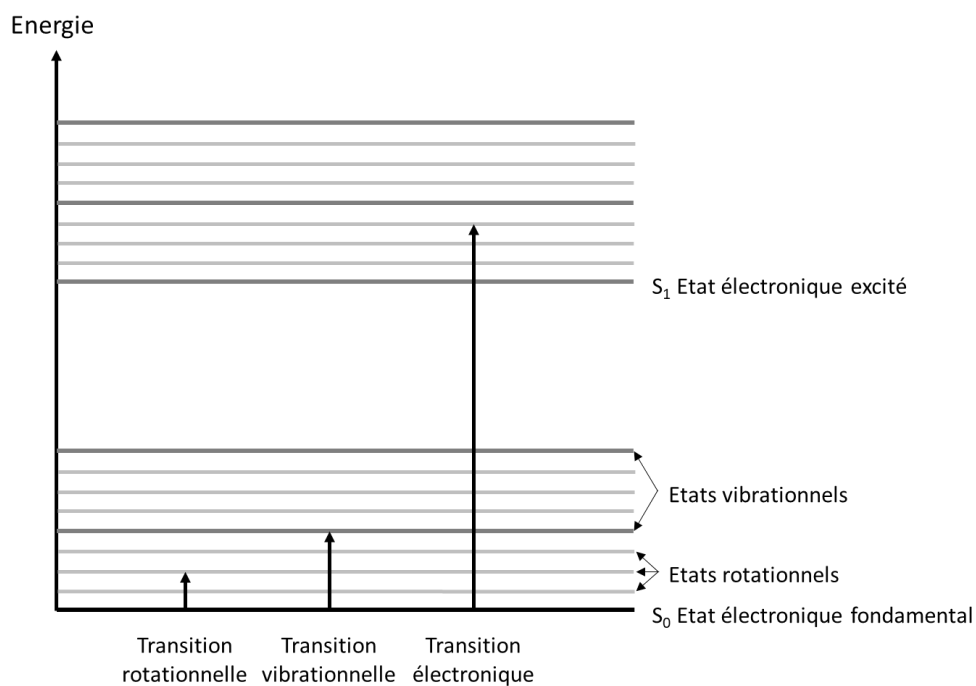 Energie
S1 Etat électronique excité
Etats vibrationnels
Etats rotationnels
S0 Etat électronique fondamental
Transition
rotationnelle
Transition
vibrationnelle
Transition
électronique